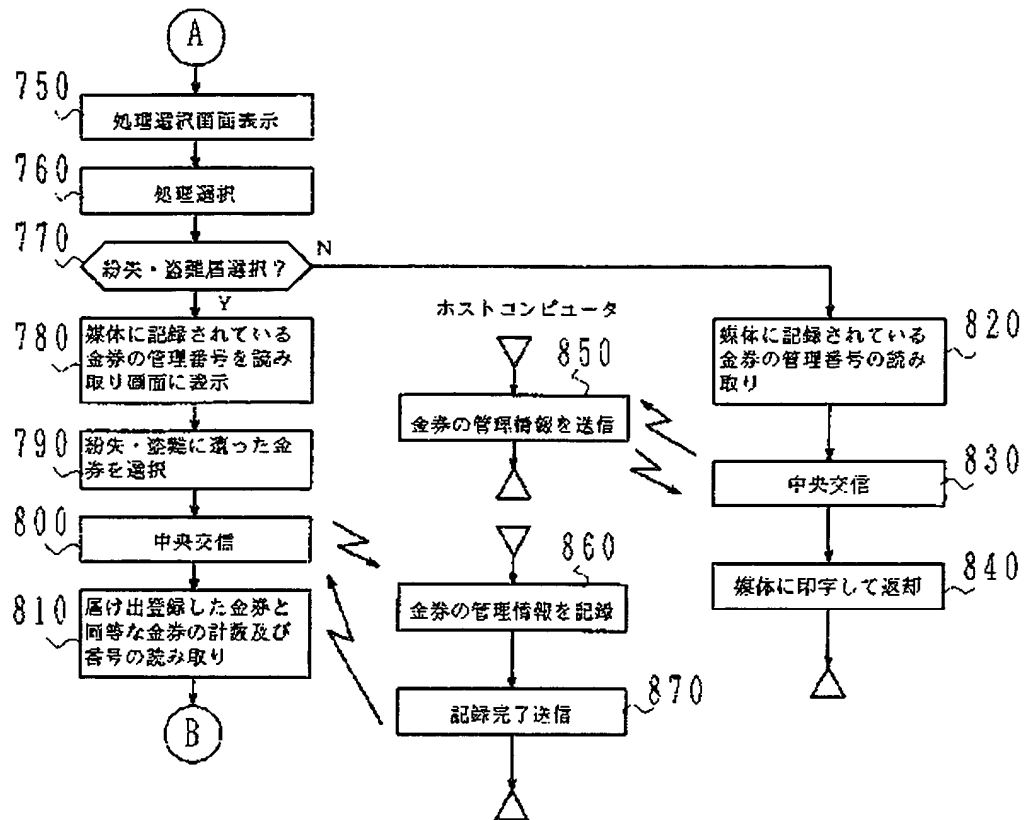 A
750
処理選択画面表示
760
処理選択
770
紛失・盗難届選択?
N
Y
780
媒体に記録されている
金券の管理番号を読み
取り画面に表示
790
紛失・盗難に遭った金
券を選択
800
中央交信
810
届け出登録した金券と
同等な金券の計数及び
番号の読み取り
B
ホストコンピュータ
850
金券の管理情報を送信
860
金券の管理情報を記録
870
記録完了送信
820
媒体に記録されている
金券の管理番号の読み
取り
830
中央交信
840
媒体に印字して返却